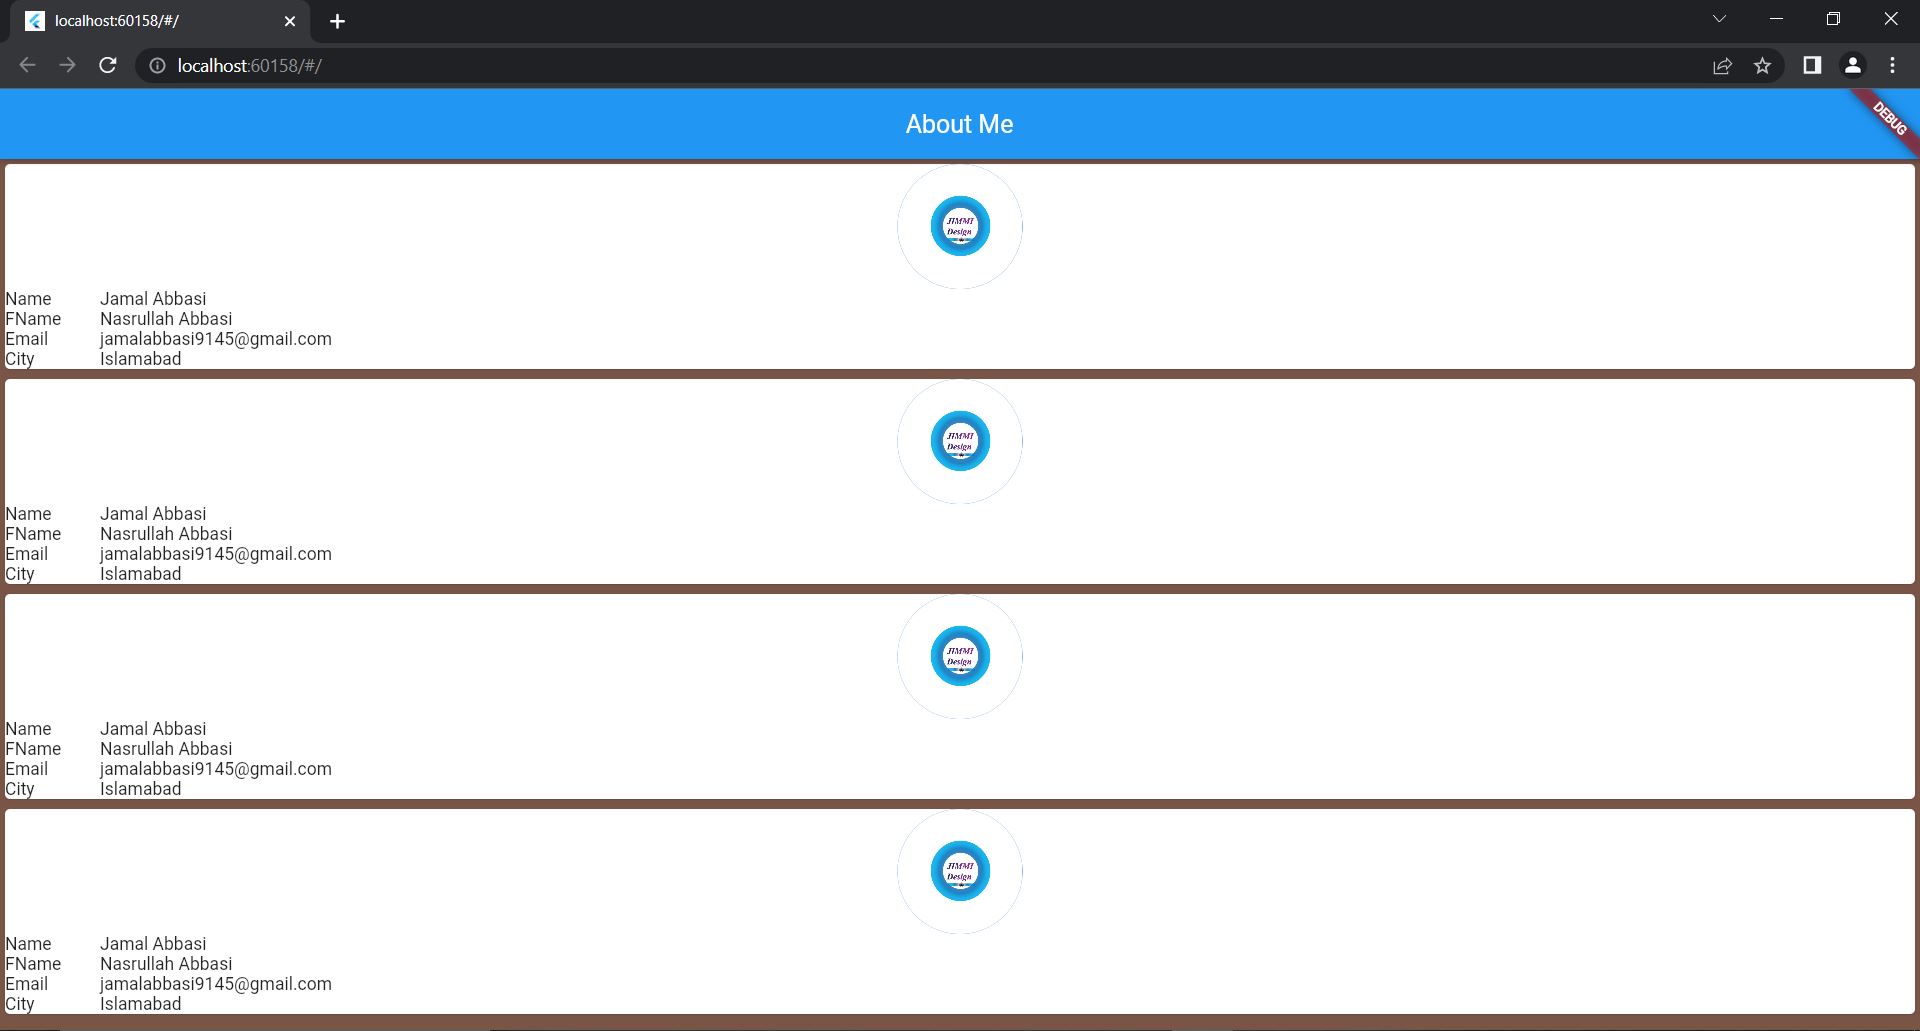 localhost:60158/#/
localhost:60158/#/
About Me
DEBUG
JIMMI
Design
Name Jamal Abbasi
FName Nasrullah Abbasi
Email jamalabbasi9145@gmail.com
City Islamabad
JIMMI
Design
Name Jamal Abbasi
FName Nasrullah Abbasi
Email jamalabbasi9145@gmail.com
City Islamabad
JIMMI
Design
Name Jamal Abbasi
FName Nasrullah Abbasi
Email jamalabbasi9145@gmail.com
City Islamabad
JIMMI
Design
Name Jamal Abbasi
FName Nasrullah Abbasi
Email jamalabbasi9145@gmail.com
City Islamabad